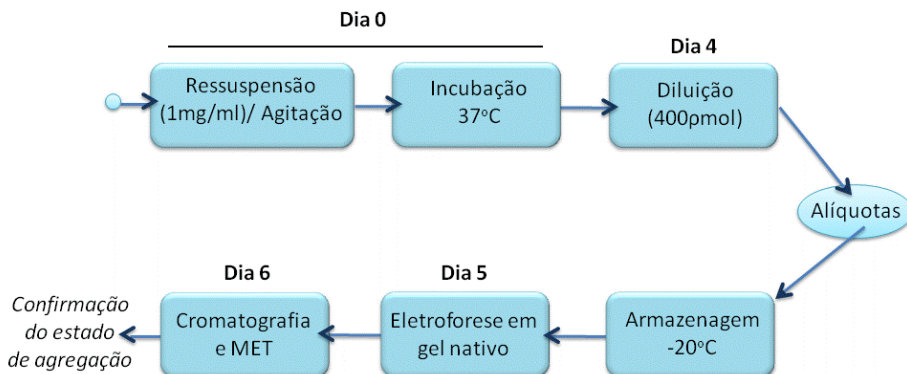 Dia 0
Ressuspensão
(1mg/ml)/ Agitação
Incubação
37ºC
Dia 4
Diluição
(400ρmol)
Alíquotas
Armazenagem
-20ºC
Dia 5
Eletroforese em
gel nativo
Dia 6
Cromatografia
e MET
Confirmação
do estado
de agregação